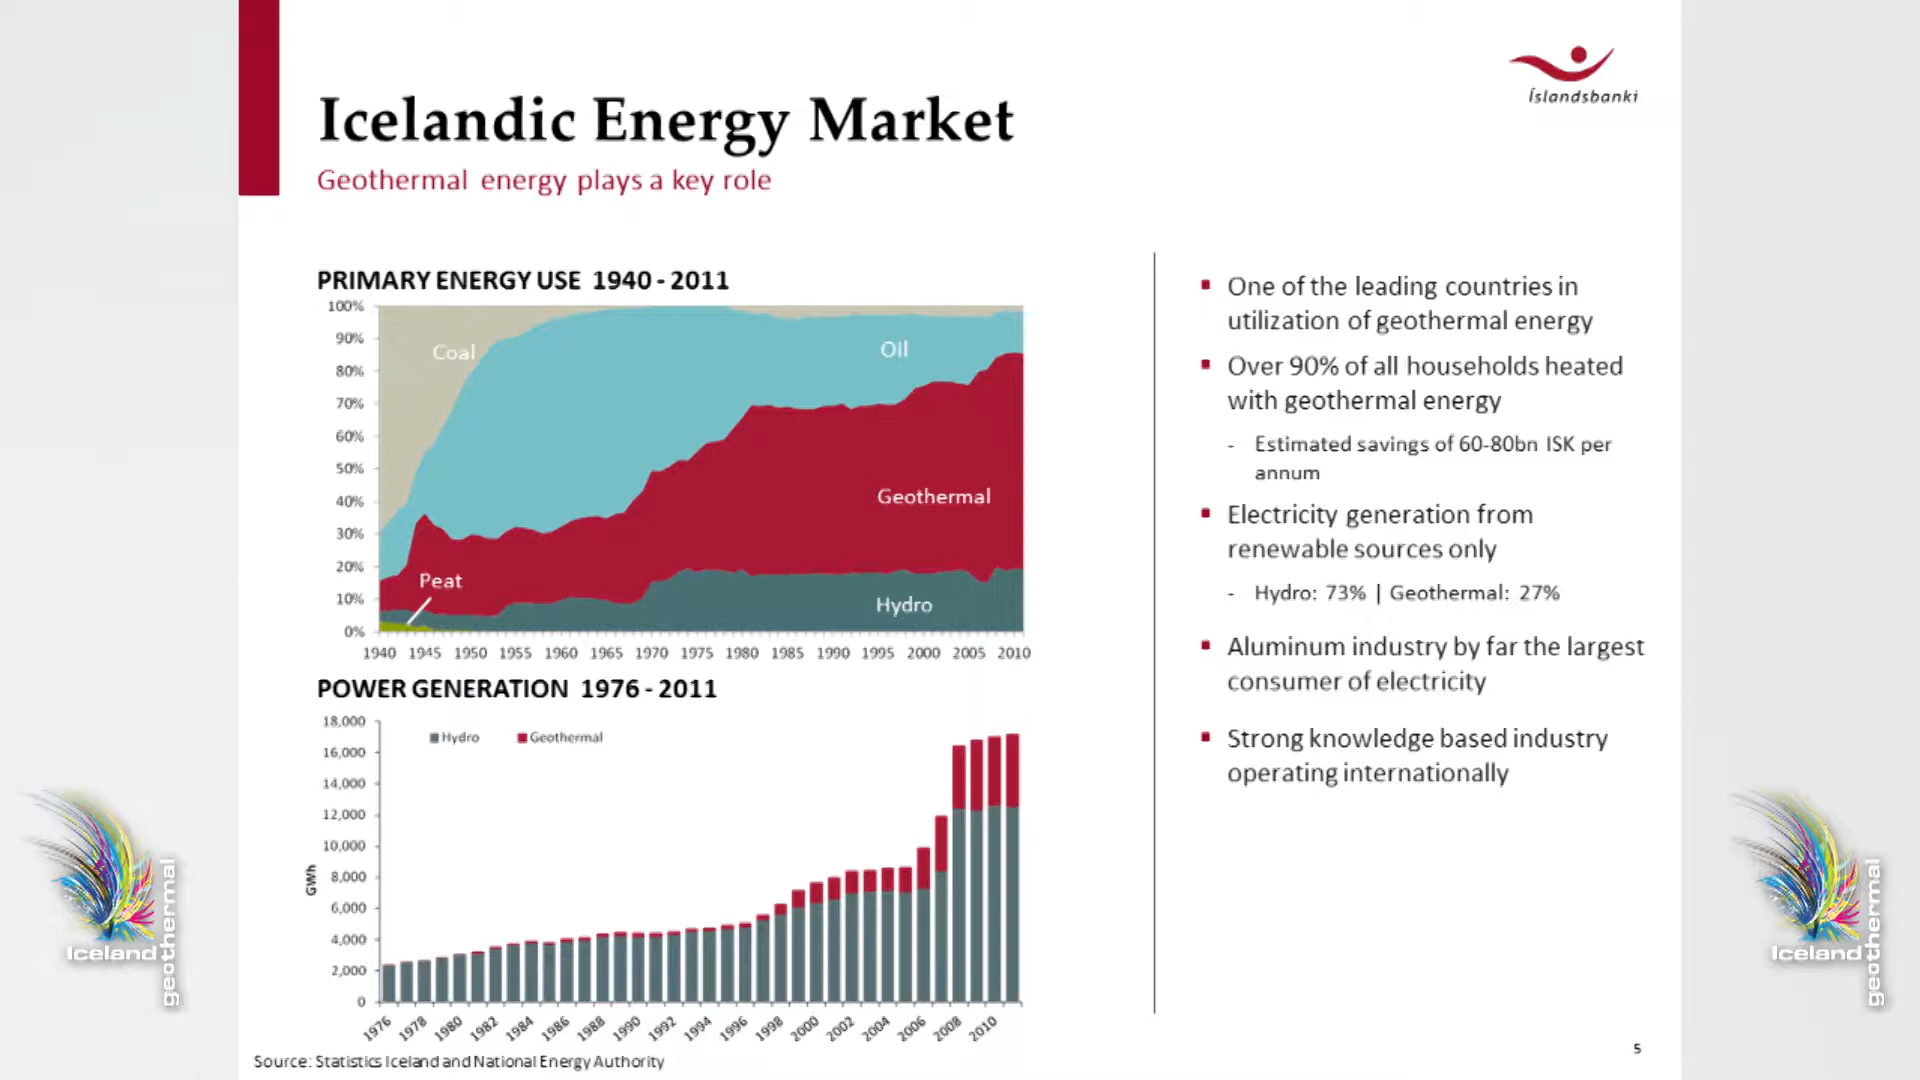 Íslandsbanki
Icelandic Energy Market
Geothermal energy plays a key role
PRIMARY ENERGY USE 1940 - 2011
100%
90%
80%
70%
60%
50%
40%
30%
20%
10%
0%
Coal
Oil
Geothermal
Peat
Hydro
1940 1945 1950 1955 1960 1965 1970 1975 1980 1985 1990 1995 2000 2005 2010
POWER GENERATION 1976 - 2011
18,000
16,000
14,000
12,000
10,000
8,000
6,000
4,000
2,000
0
GWh
Hydro Geothermal
1976 1978 1980 1982 1984 1986 1988 1990 1992 1994 1996 1998 2000 2002 2004 2006 2008 2010
Source: Statistics Iceland and National Energy Authority
▪ One of the leading countries in
utilization of geothermal energy
▪ Over 90% of all households heated
with geothermal energy
- Estimated savings of 60-80bn ISK per
annum
▪ Electricity generation from
renewable sources only
- Hydro: 73% | Geothermal: 27%
▪ Aluminum industry by far the largest
consumer of electricity
▪ Strong knowledge based industry
operating internationally
5
Iceland
geothermal
Iceland
geothermal